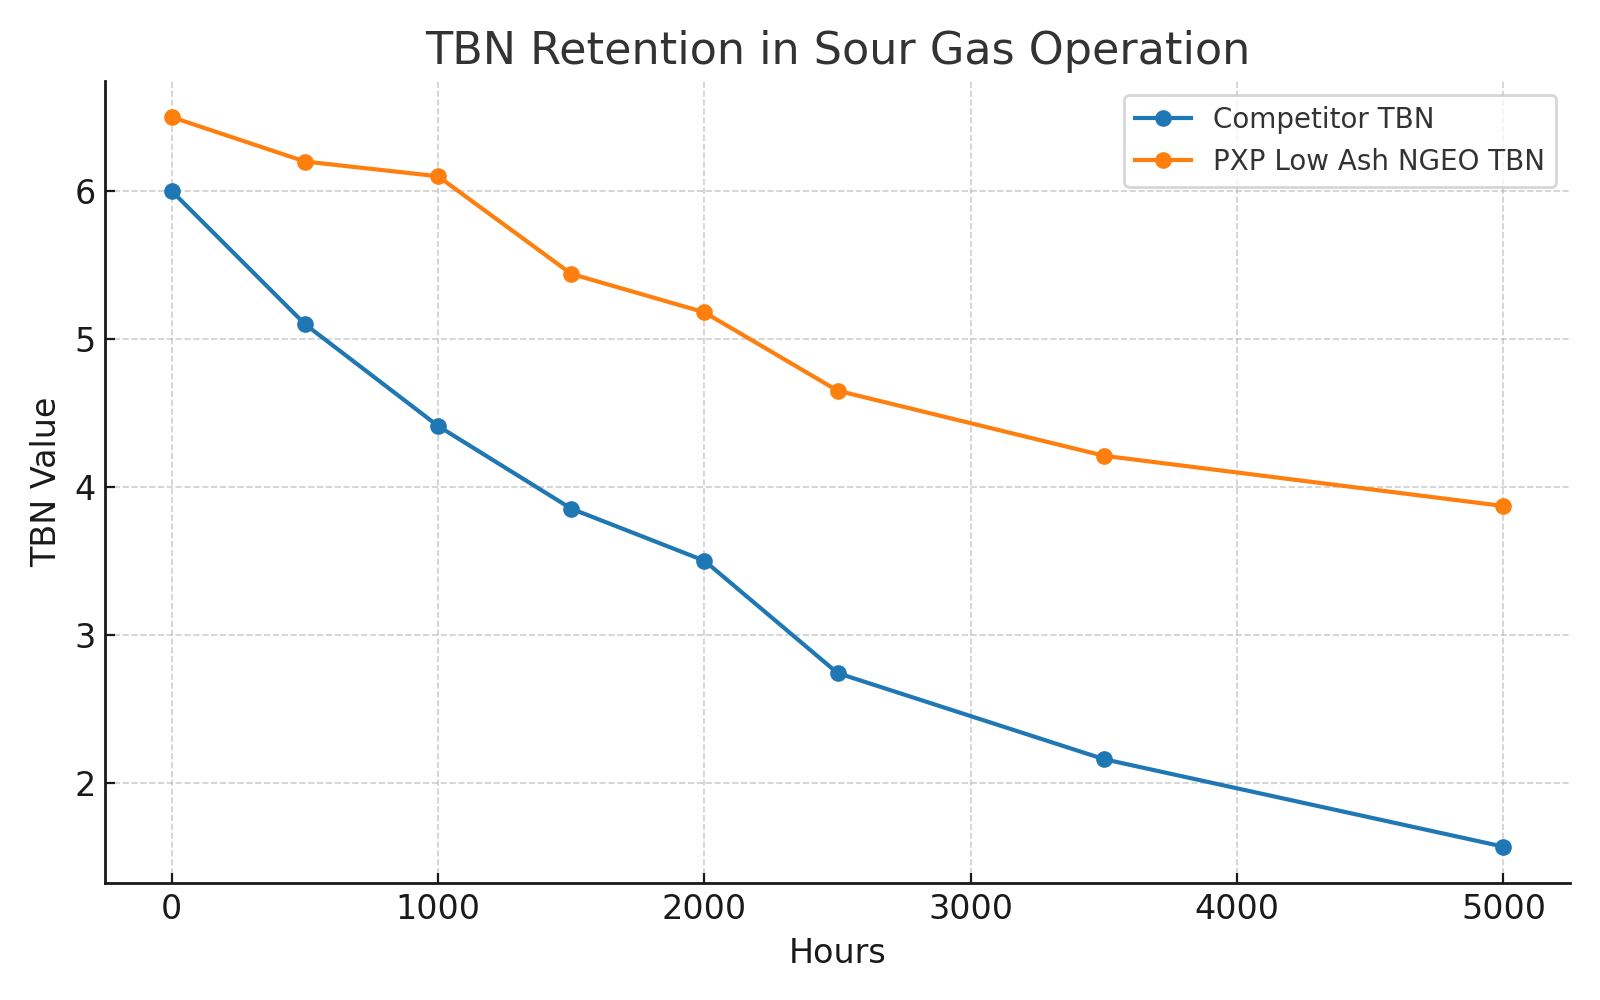 TBN Retention in Sour Gas Operation
Competitor TBN
PXP Low Ash NGEO TBN
TBN Value
6
5
4
3
2
0 1000 2000 3000 4000 5000
Hours